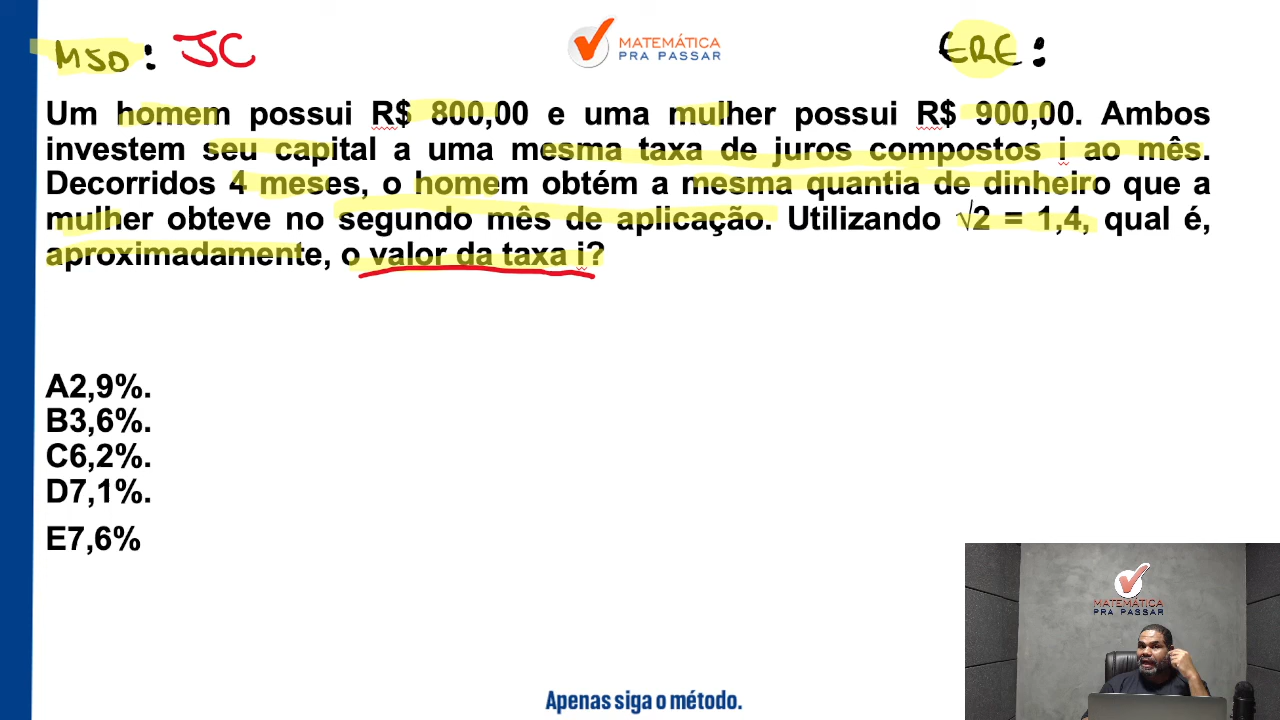 MSD: JC
MATEMÁTICA
PRA PASSAR
ERE:
Um homem possui R$ 800,00 e uma mulher possui R$ 900,00. Ambos
investem seu capital a uma mesma taxa de juros compostos i ao mês.
Decorridos 4 meses, o homem obtém a mesma quantia de dinheiro que a
mulher obteve no segundo mês de aplicação. Utilizando √2 = 1,4, qual é,
aproximadamente, o valor da taxa i?
A2,9%.
B3,6%.
C6,2%.
D7,1%.
E7,6%
MATEMÁTICA
PRA PASSAR
Apenas siga o método.